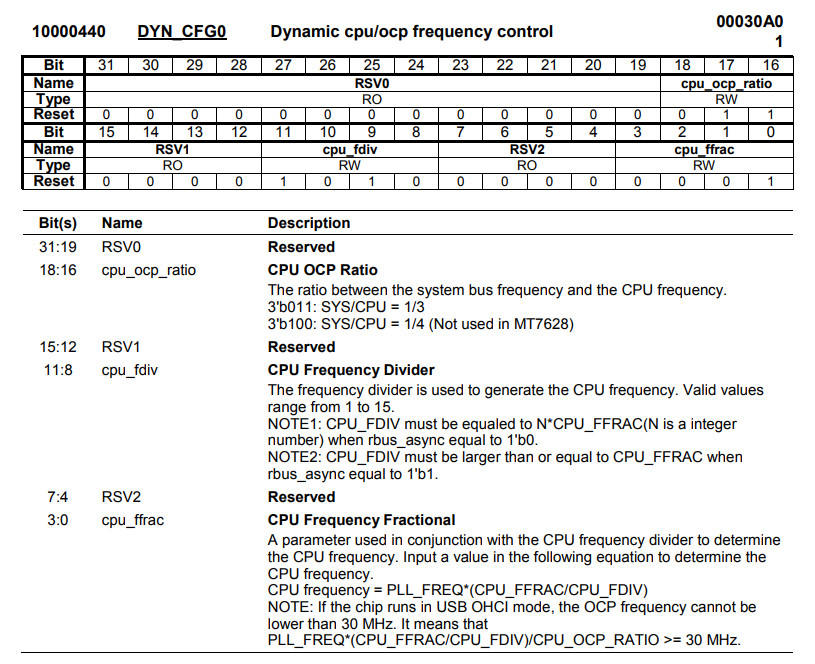 10000440 DYN_CFG0 Dynamic cpu/ocp frequency control 00030A0
1
Bit 31 30 29 28 27 26 25 24 23 22 21 20 19 18 17 16
Name RSV0 cpu_ocp_ratio
Type RO RW
Reset 0 0 0 0 0 0 0 0 0 0 0 0 0 0 1 1
Bit 15 14 13 12 11 10 9 8 7 6 5 4 3 2 1 0
Name RSV1 cpu_fdiv RSV2 cpu_ffrac
Type RO RW RO RW
Reset 0 0 0 0 1 0 1 0 0 0 0 0 0 0 0 1
Bit(s) Name Description
31:19 RSV0 Reserved
18:16 cpu_ocp_ratio CPU OCP Ratio
The ratio between the system bus frequency and the CPU frequency.
3'b011: SYS/CPU = 1/3
3'b100: SYS/CPU = 1/4 (Not used in MT7628)
15:12 RSV1 Reserved
11:8 cpu_fdiv CPU Frequency Divider
The frequency divider is used to generate the CPU frequency. Valid values
range from 1 to 15.
NOTE1: CPU_FDIV must be equaled to N*CPU_FFRAC(N is a integer
number) when rbus_async equal to 1'b0.
NOTE2: CPU_FDIV must be larger than or equal to CPU_FFRAC when
rbus_async equal to 1'b1.
7:4 RSV2 Reserved
3:0 cpu_ffrac CPU Frequency Fractional
A parameter used in conjunction with the CPU frequency divider to determine
the CPU frequency. Input a value in the following equation to determine the
CPU frequency.
CPU frequency = PLL_FREQ*(CPU_FFRAC/CPU_FDIV)
NOTE: If the chip runs in USB OHCI mode, the OCP frequency cannot be
lower than 30 MHz. It means that
PLL_FREQ*(CPU_FFRAC/CPU_FDIV)/CPU_OCP_RATIO >= 30 MHz.